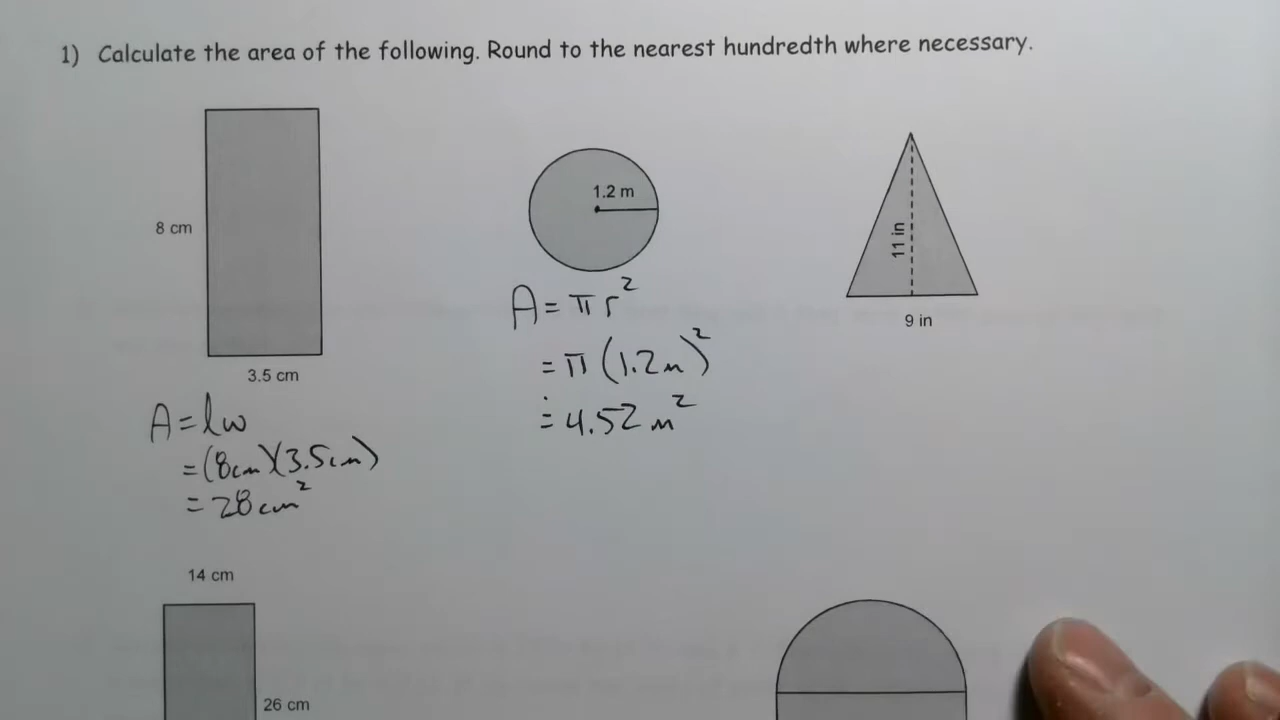 1) Calculate the area of the following. Round to the nearest hundredth where necessary.
8 cm
3.5 cm
A = lw
= (8cm)(3.5cm)
= 28cm²
1.2 m
A = πr²
= π(1.2m)²
≐ 4.52 m²
11 in
9 in
14 cm
26 cm